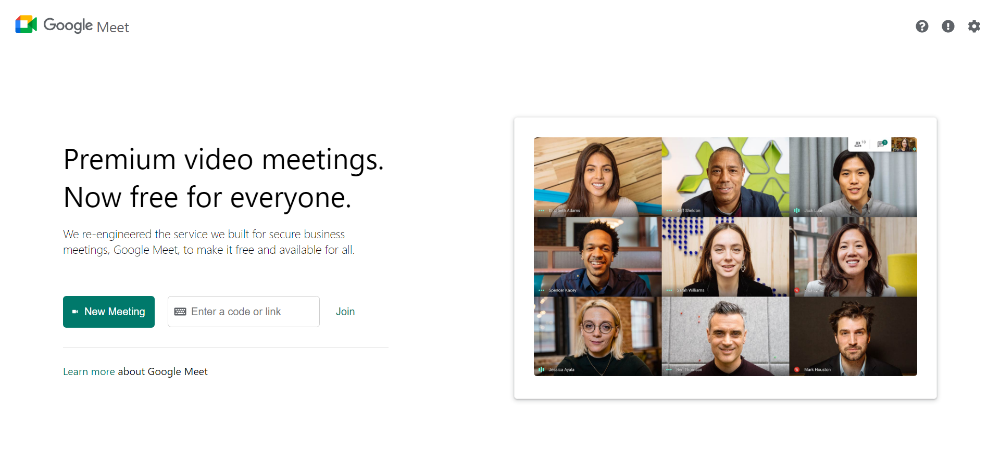 Google Meet
Premium video meetings.
Now free for everyone.
We re-engineered the service we built for secure business
meetings, Google Meet, to make it free and available for all.
New Meeting
Enter a code or link
Join
Learn more about Google Meet
10
1
You
Elizabeth Adams
Jeff Sheldon
Jack Luan
Spencer Kacey
Sarah Williams
Jessica Ayala
Ben Thomson
Mark Houston